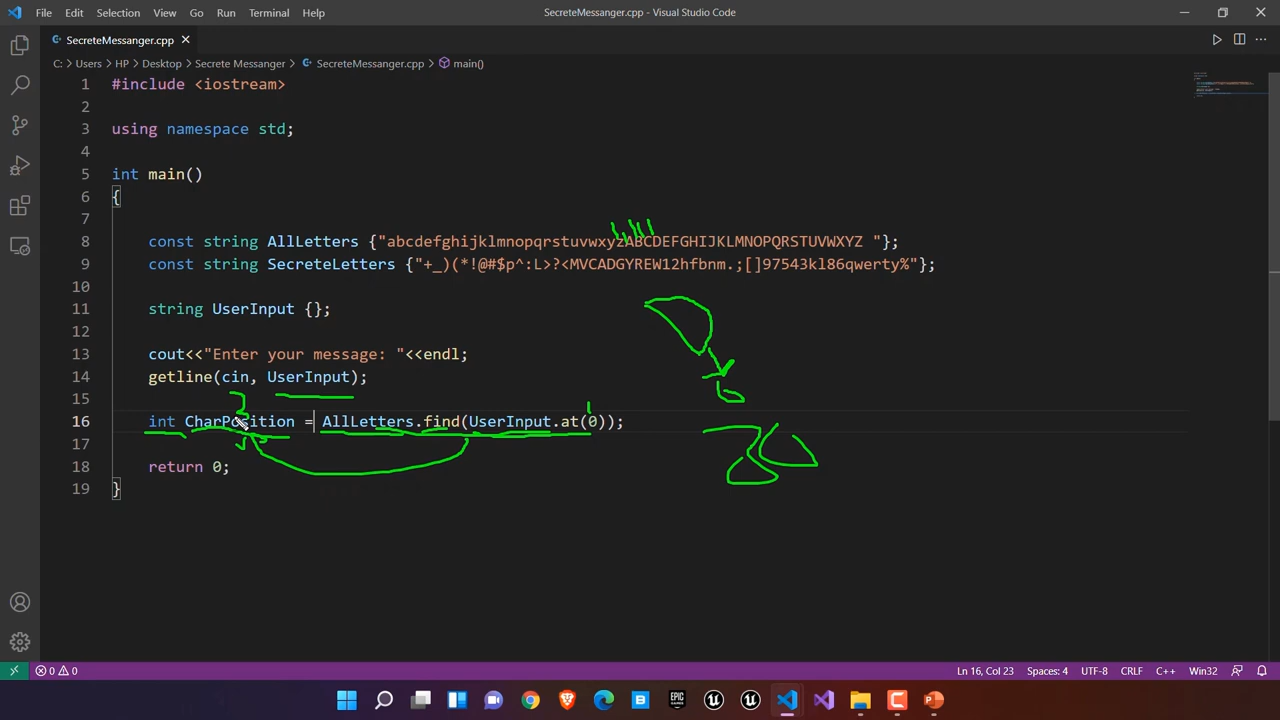 File Edit Selection View Go Run Terminal Help SecreteMessanger.cpp - Visual Studio Code
SecreteMessanger.cpp
C: > Users > HP > Desktop > Secrete Messanger > SecreteMessanger.cpp > main()
1 #include <iostream>
2
3 using namespace std;
4
5 int main()
6 {
7
8 const string AllLetters {"abcdefghijklmnopqrstuvwxyzABCDEFGHIJKLMNOPQRSTUVWXYZ "};
9 const string SecreteLetters {"+_)(*!@#$p^:L>?<MVCADGYREW12hfbnm.;[]97543kl86qwerty%"};
10
11 string UserInput {};
12
13 cout<<"Enter your message: "<<endl;
14 getline(cin, UserInput);
15
16 int CharPosition = AllLetters.find(UserInput.at(0));
17
18 return 0;
19 }
0 0 Ln 16, Col 23 Spaces: 4 UTF-8 CRLF C++ Win32
EPIC GAMES